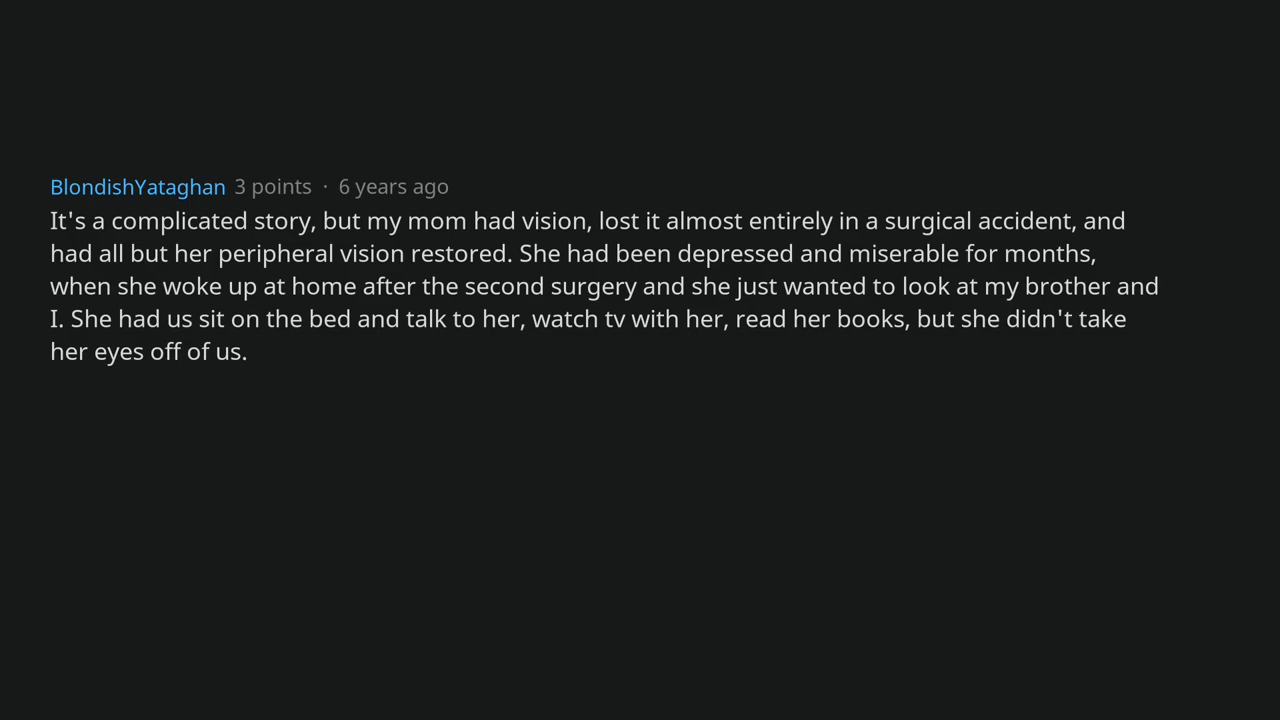 BlondishYataghan 3 points · 6 years ago
It's a complicated story, but my mom had vision, lost it almost entirely in a surgical accident, and
had all but her peripheral vision restored. She had been depressed and miserable for months,
when she woke up at home after the second surgery and she just wanted to look at my brother and
I. She had us sit on the bed and talk to her, watch tv with her, read her books, but she didn't take
her eyes off of us.